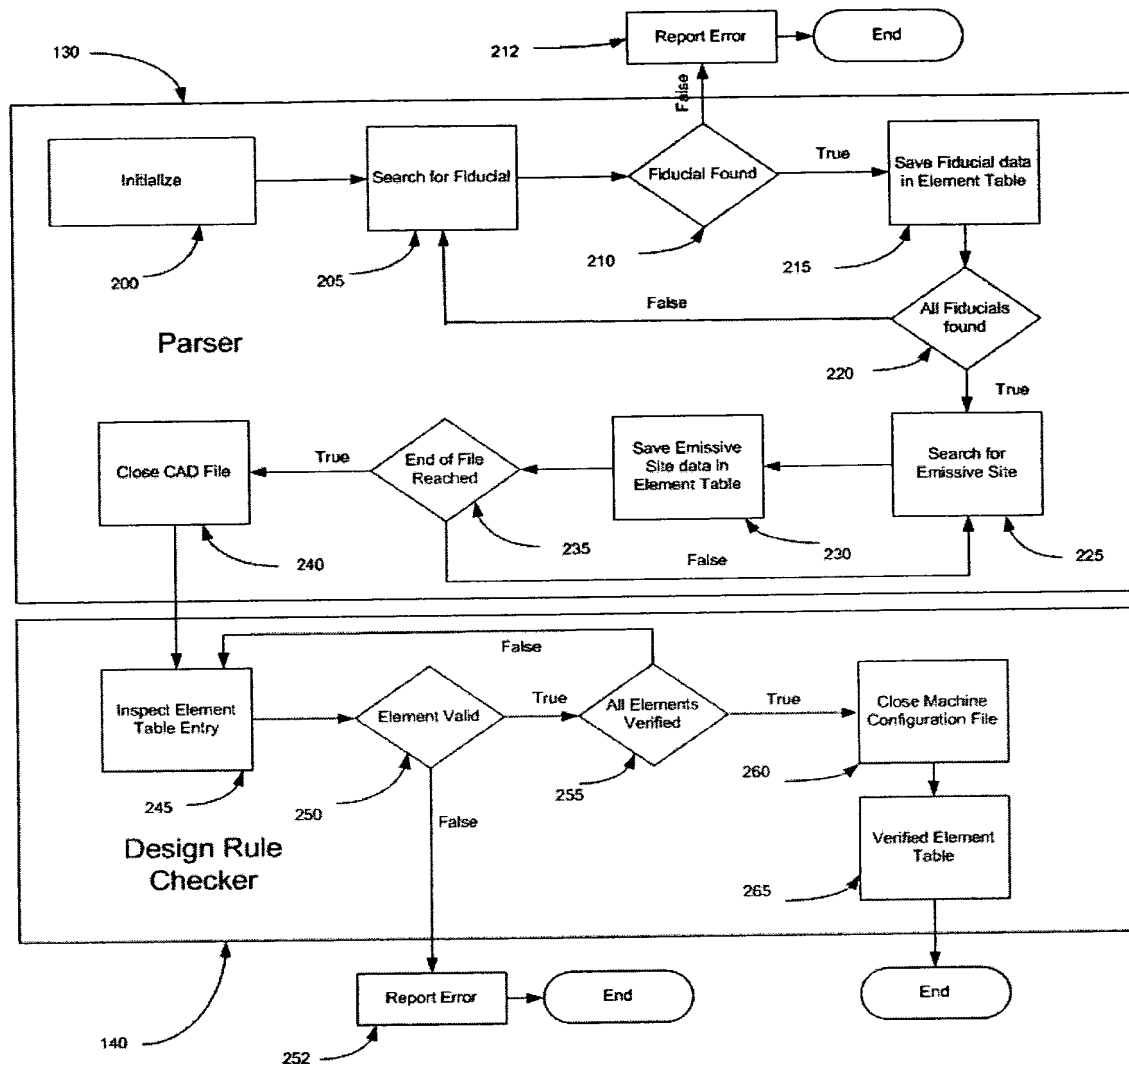 Report Error
End
212
130
False
Initialize
Search for Fiducial
Fiducial Found
True
Save Fiducial data
in Element Table
200
205
210
215
False
All Fiducials
found
Parser
220
True
Close CAD File
True
End of File
Reached
Save Emissive
Site data in
Element Table
Search for
Emissive Site
240
235
230
225
False
False
Inspect Element
Table Entry
Element Valid
True
All Elements
Verified
True
Close Machine
Configuration File
245
250
255
260
False
Design Rule
Checker
Verified Element
Table
265
Report Error
End
End
140
252